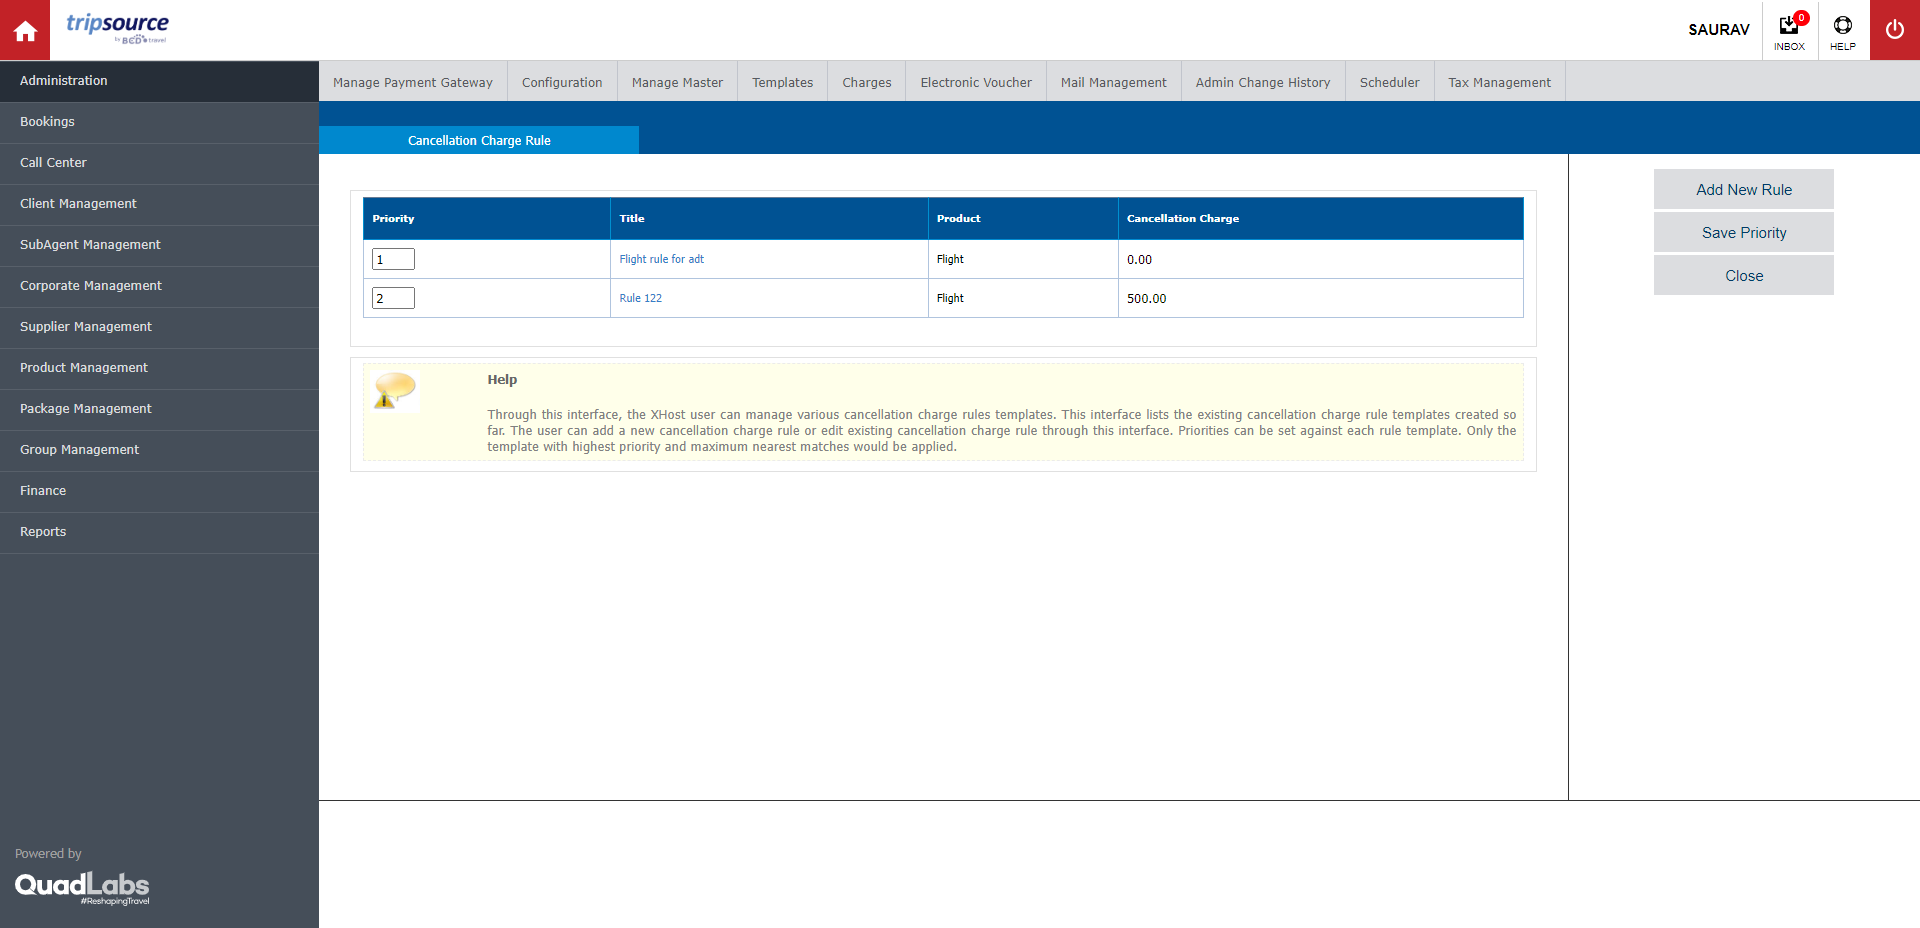 tripsource
by BCD travel
SAURAV
0
INBOX
HELP
Administration
Bookings
Call Center
Client Management
SubAgent Management
Corporate Management
Supplier Management
Product Management
Package Management
Group Management
Finance
Reports
Powered by
QuadLabs
#ReshapingTravel
Manage Payment Gateway Configuration Manage Master Templates Charges Electronic Voucher Mail Management Admin Change History Scheduler Tax Management
Cancellation Charge Rule
Priority Title Product Cancellation Charge
1 Flight rule for adt Flight 0.00
2 Rule 122 Flight 500.00
Help
Through this interface, the XHost user can manage various cancellation charge rules templates. This interface lists the existing cancellation charge rule templates created so
far. The user can add a new cancellation charge rule or edit existing cancellation charge rule through this interface. Priorities can be set against each rule template. Only the
template with highest priority and maximum nearest matches would be applied.
Add New Rule
Save Priority
Close